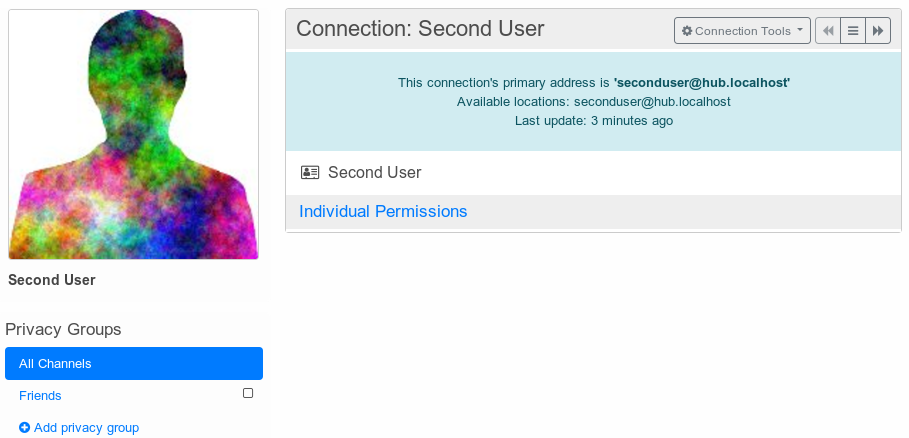 Second User
Privacy Groups
All Channels
Friends
Add privacy group
Connection: Second User
Connection Tools
This connection's primary address is 'seconduser@hub.localhost'
Available locations: seconduser@hub.localhost
Last update: 3 minutes ago
Second User
Individual Permissions